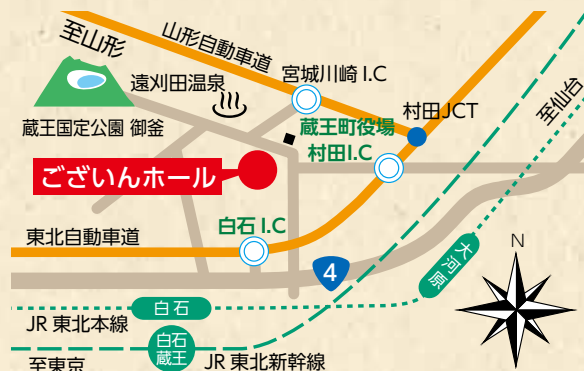 至山形
山形自動車道
遠刈田温泉
宮城川崎 I.C
蔵王国定公園 御釜
蔵王町役場
村田JCT
至仙台
村田I.C
ございんホール
白石 I.C
東北自動車道
4
大河原
N
白石
JR 東北本線
白石
蔵王
至東京
JR 東北新幹線